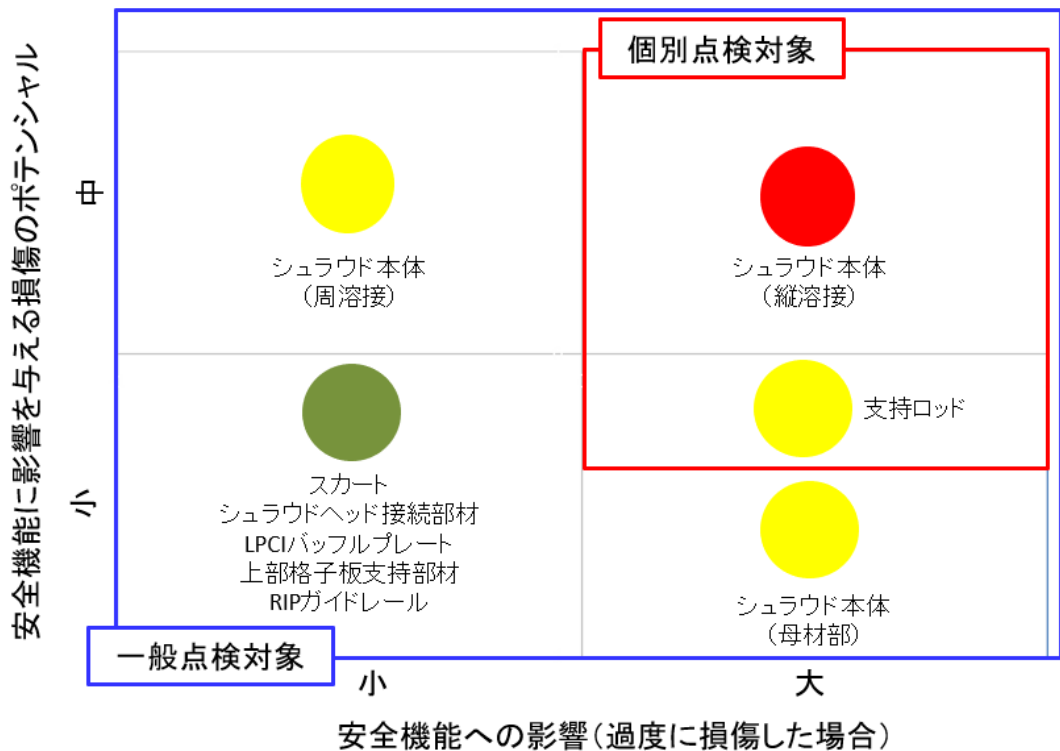 安全機能に影響を与える損傷のポテンシャル
個別点検対象
中
シュラウド本体
（周溶接）
シュラウド本体
（縦溶接）
支持ロッド
小
スカート
シュラウドヘッド接続部材
LPCIバッフルプレート
上部格子板支持部材
RIPガイドレール
シュラウド本体
（母材部）
一般点検対象
小
大
安全機能への影響（過度に損傷した場合）